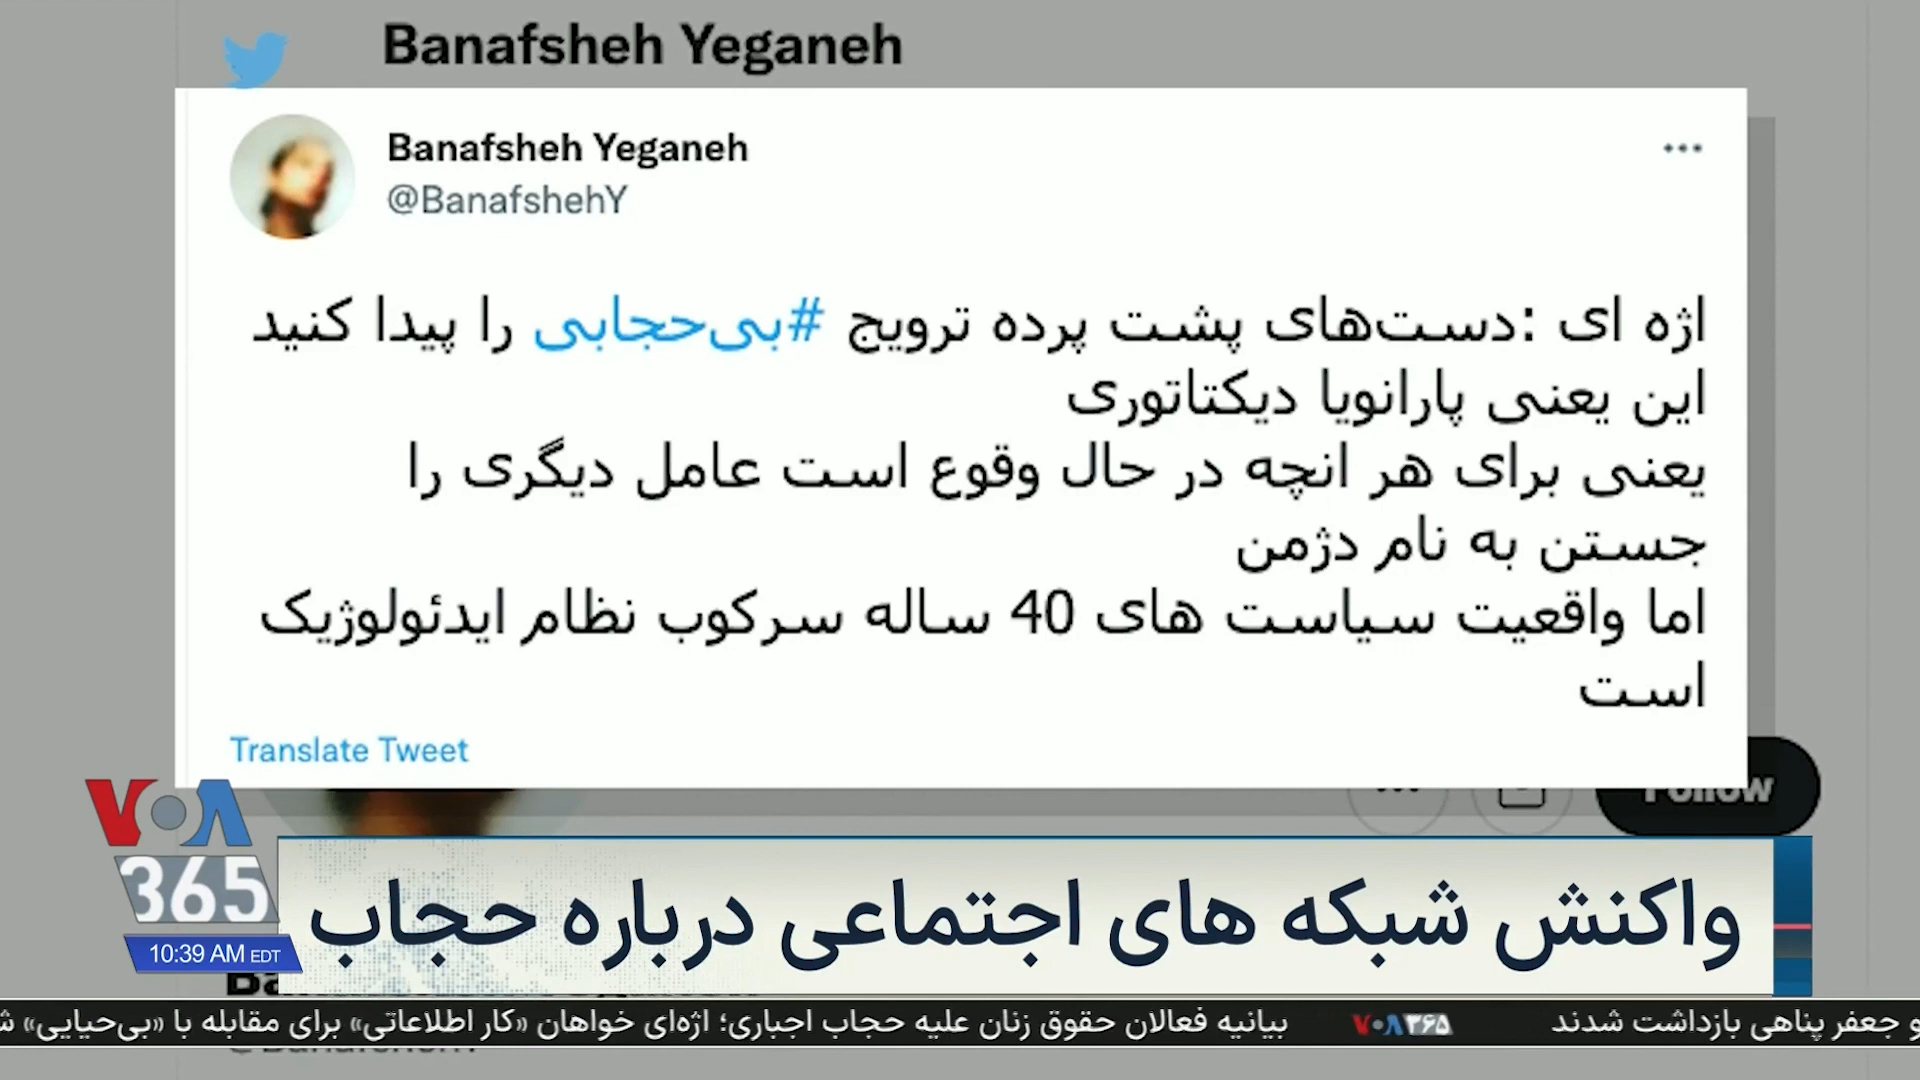 Banafsheh Yeganeh
Banafsheh Yeganeh
@BanafshehY
اژه ای :دست‌های پشت پرده ترویج #بی‌حجابی را پیدا کنید
این یعنی پارانویا دیکتاتوری
یعنی برای هر انچه در حال وقوع است عامل دیگری را
جستن به نام دژمن
اما واقعیت سیاست های 40 ساله سرکوب نظام ایدئولوژیک
است
Translate Tweet
Follow
VOA
365
10:39 AM EDT
واکنش شبکه های اجتماعی درباره حجاب
و جعفر پناهی بازداشت شدند VOA۳۶۵ بیانیه فعالان حقوق زنان علیه حجاب اجباری؛ اژه‌ای خواهان «کار اطلاعاتی» برای مقابله با «بی‌حیایی»
@BanafshehY